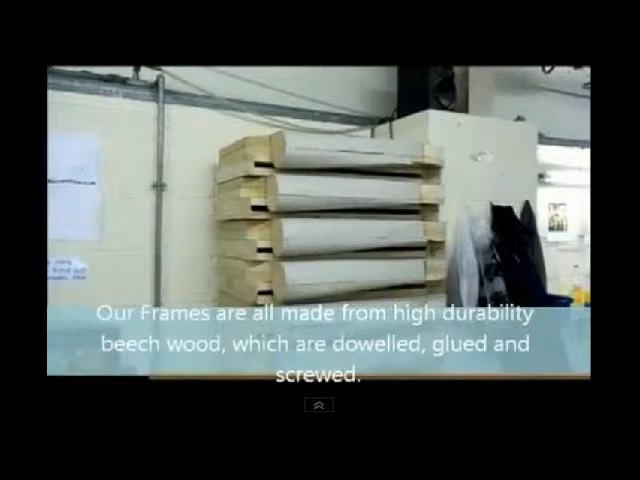 Our Frames are all made from high durability
beech wood, which are dowelled, glued and
screwed.